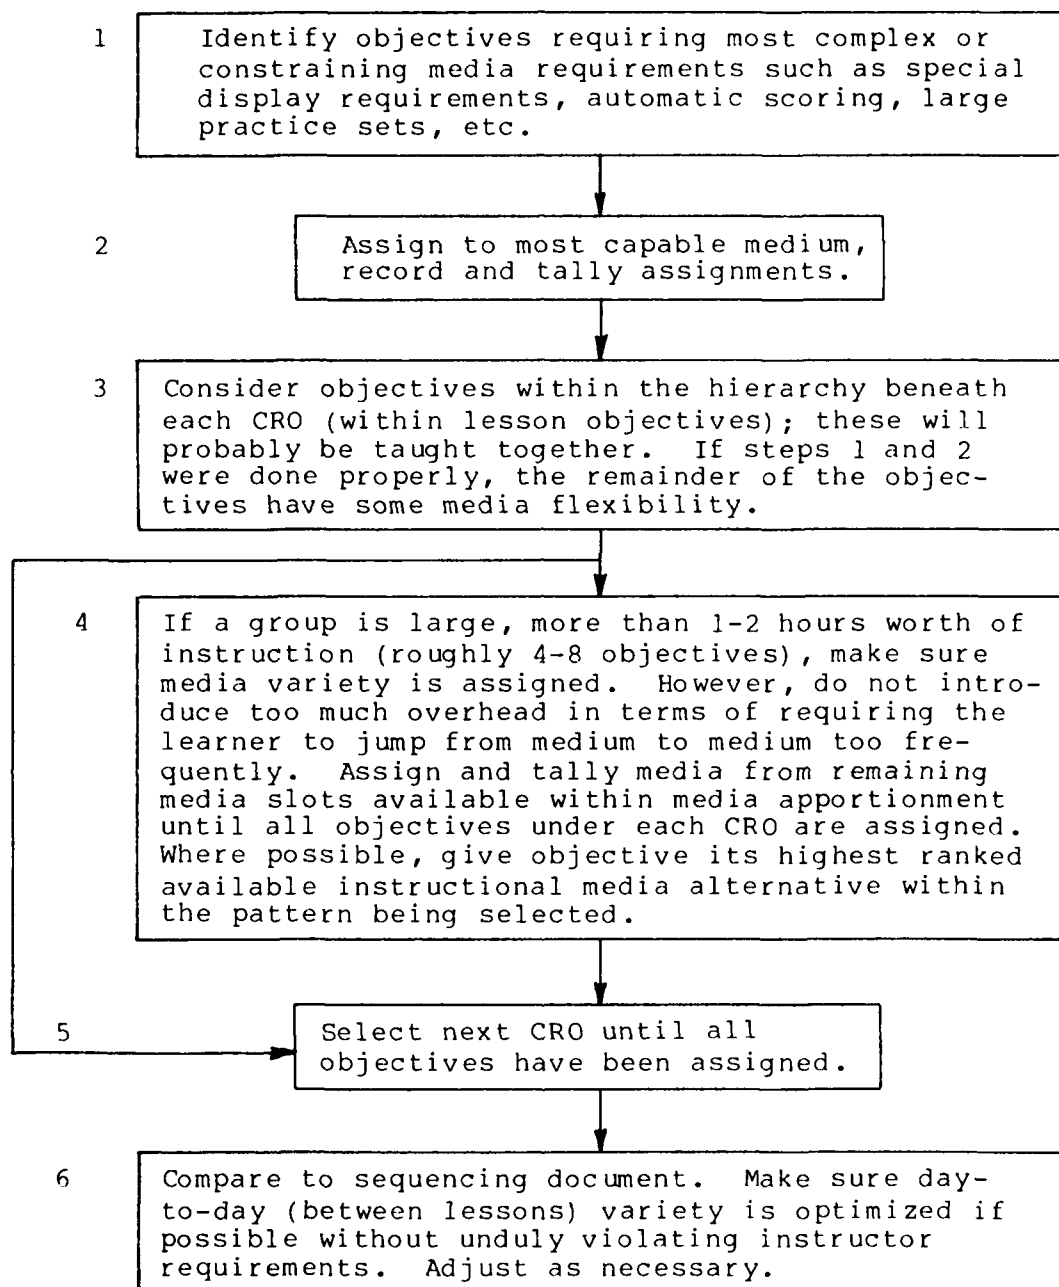 1 Identify objectives requiring most complex or
constraining media requirements such as special
display requirements, automatic scoring, large
practice sets, etc.
2 Assign to most capable medium,
record and tally assignments.
3 Consider objectives within the hierarchy beneath
each CRO (within lesson objectives); these will
probably be taught together. If steps 1 and 2
were done properly, the remainder of the objec-
tives have some media flexibility.
4 If a group is large, more than 1-2 hours worth of
instruction (roughly 4-8 objectives), make sure
media variety is assigned. However, do not intro-
duce too much overhead in terms of requiring the
learner to jump from medium to medium too fre-
quently. Assign and tally media from remaining
media slots available within media apportionment
until all objectives under each CRO are assigned.
Where possible, give objective its highest ranked
available instructional media alternative within
the pattern being selected.
5 Select next CRO until all
objectives have been assigned.
6 Compare to sequencing document. Make sure day-
to-day (between lessons) variety is optimized if
possible without unduly violating instructor
requirements. Adjust as necessary.